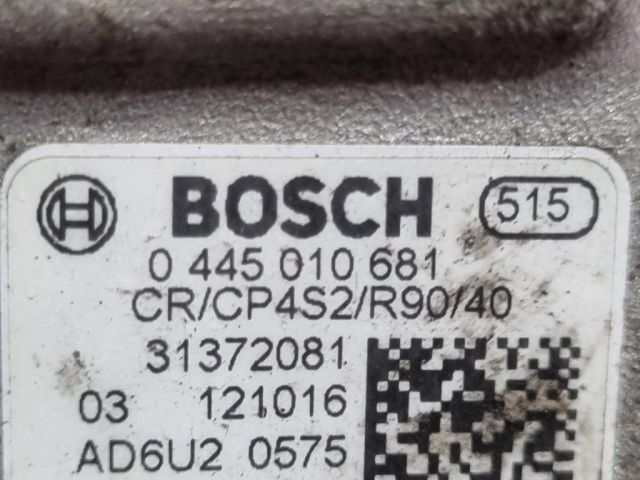 BOSCH 515
0 445 010 681
CR/CP4S2/R90/40
31372081
03 121016
AD6U2 0575